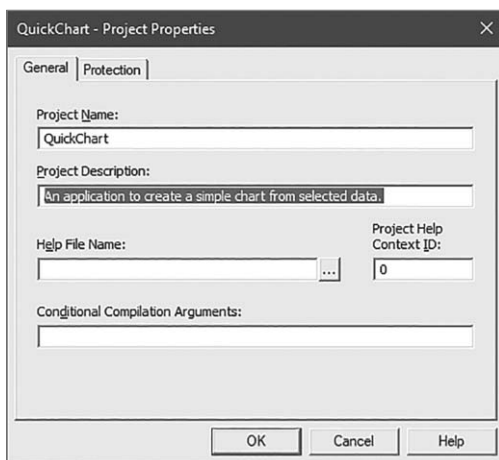 QuickChart - Project Properties
General
Protection
Project Name:
QuickChart
Project Description:
An application to create a simple chart from selected data.
Help File Name:
Project Help
Context ID:
...
0
Conditional Compilation Arguments:
OK
Cancel
Help